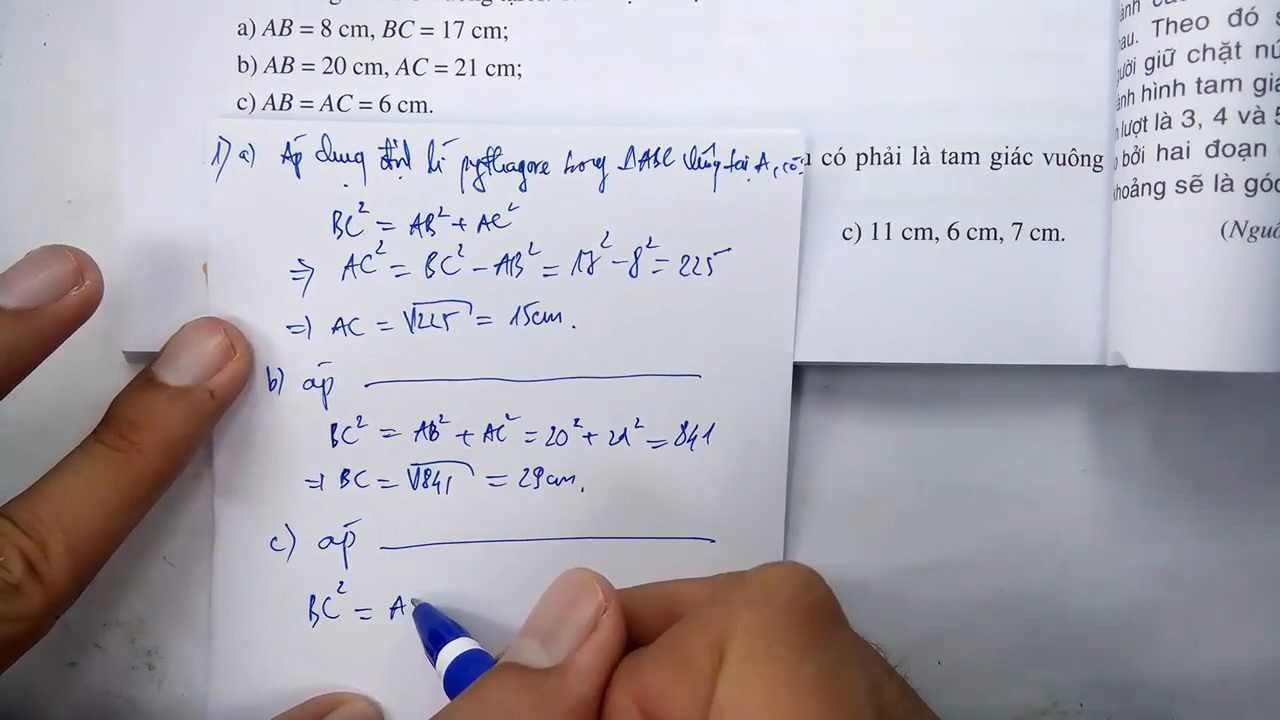 a) AB = 8 cm, BC = 17 cm;
b) AB = 20 cm, AC = 21 cm;
c) AB = AC = 6 cm.
1) a) Áp dụng định lí pythagore trong ΔABC vuông tại A, có:
BC² = AB² + AC²
⇒ AC² = BC² - AB² = 17² - 8² = 225
⇒ AC = √225 = 15cm.
b) áp
BC² = AB² + AC² = 20² + 21² = 841
⇒ BC = √841 = 29cm.
c) áp
BC² = A
có phải là tam giác vuông
c) 11 cm, 6 cm, 7 cm.
Theo đó
giữ chặt
hình tam
lượt là 3, 4 và 5
bởi hai đoạn
khoảng sẽ là góc